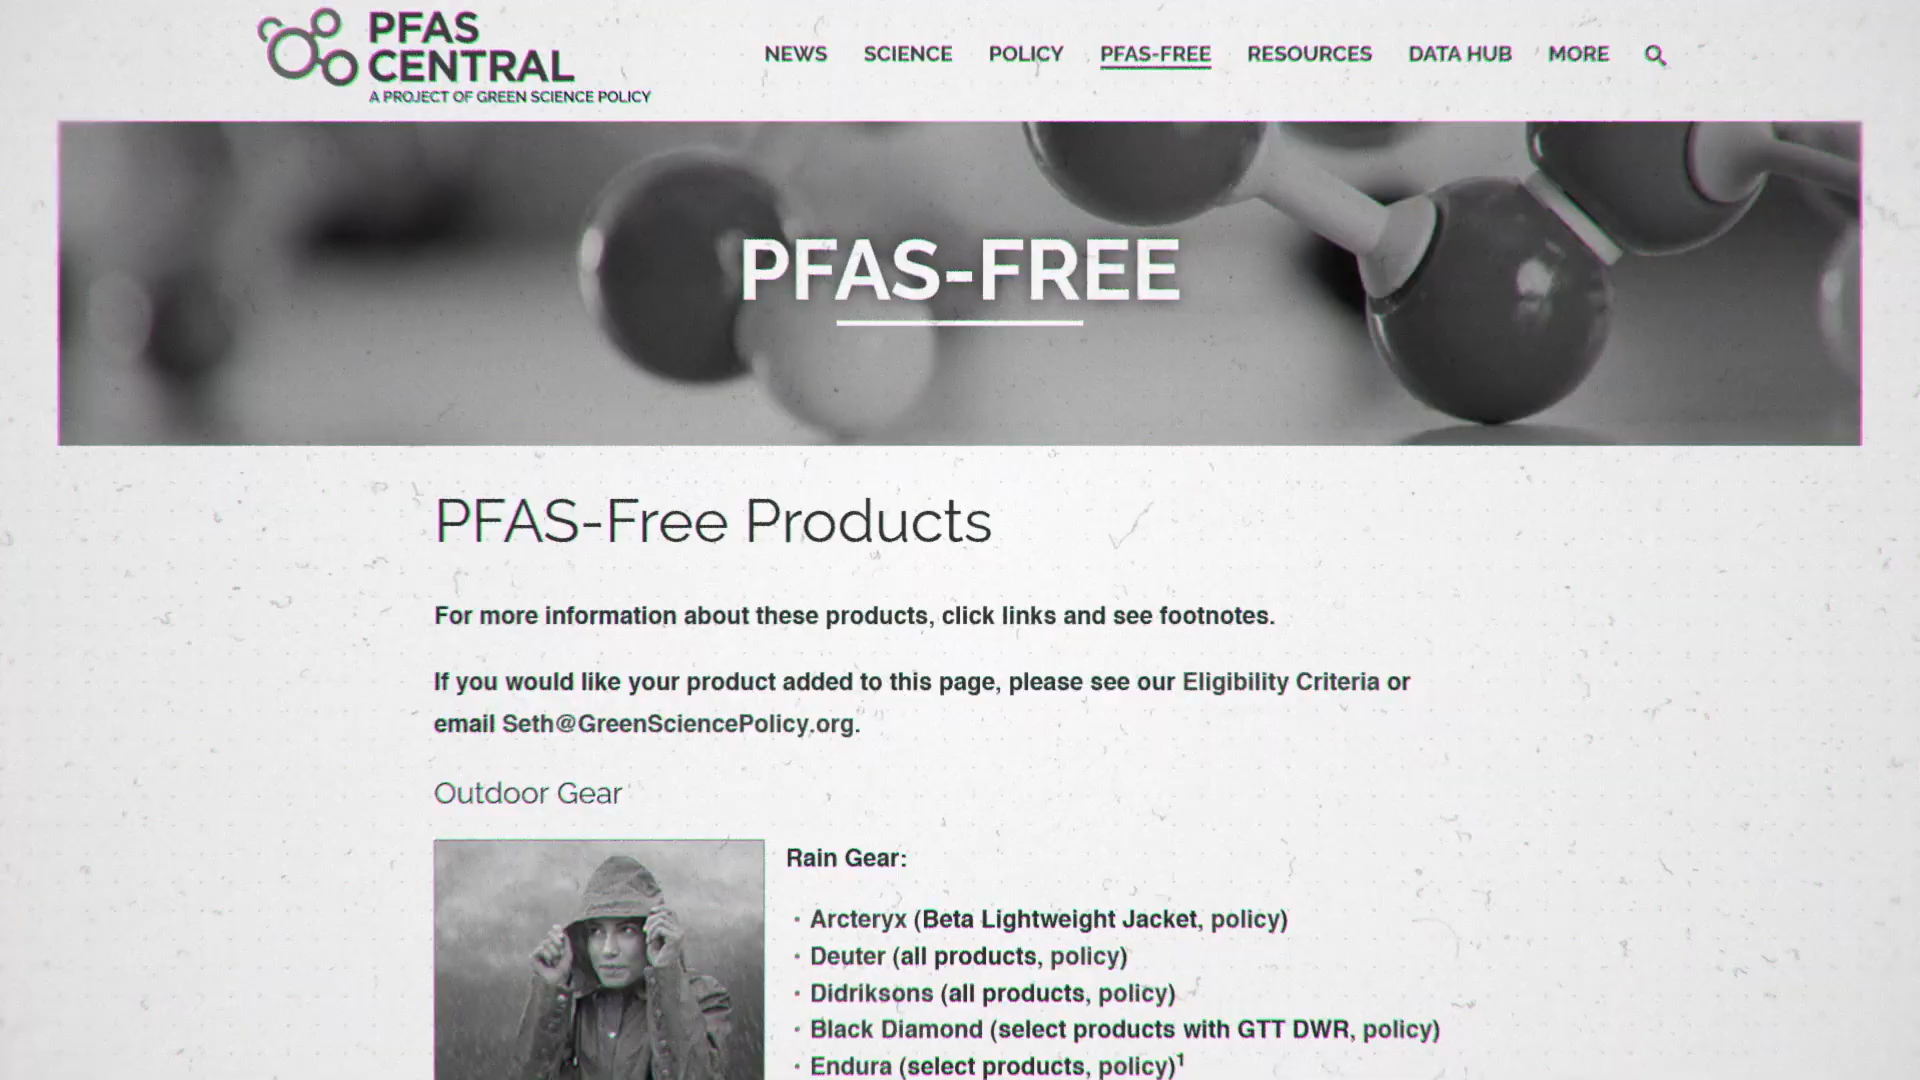 PFAS
CENTRAL
A PROJECT OF GREEN SCIENCE POLICY
NEWS SCIENCE POLICY PFAS-FREE RESOURCES DATA HUB MORE
PFAS-FREE
PFAS-Free Products
For more information about these products, click links and see footnotes.
If you would like your product added to this page, please see our Eligibility Criteria or
email Seth@GreenSciencePolicy.org.
Outdoor Gear
Rain Gear:
• Arcteryx (Beta Lightweight Jacket, policy)
• Deuter (all products, policy)
• Didriksons (all products, policy)
• Black Diamond (select products with GTT DWR, policy)
• Endura (select products, policy)¹